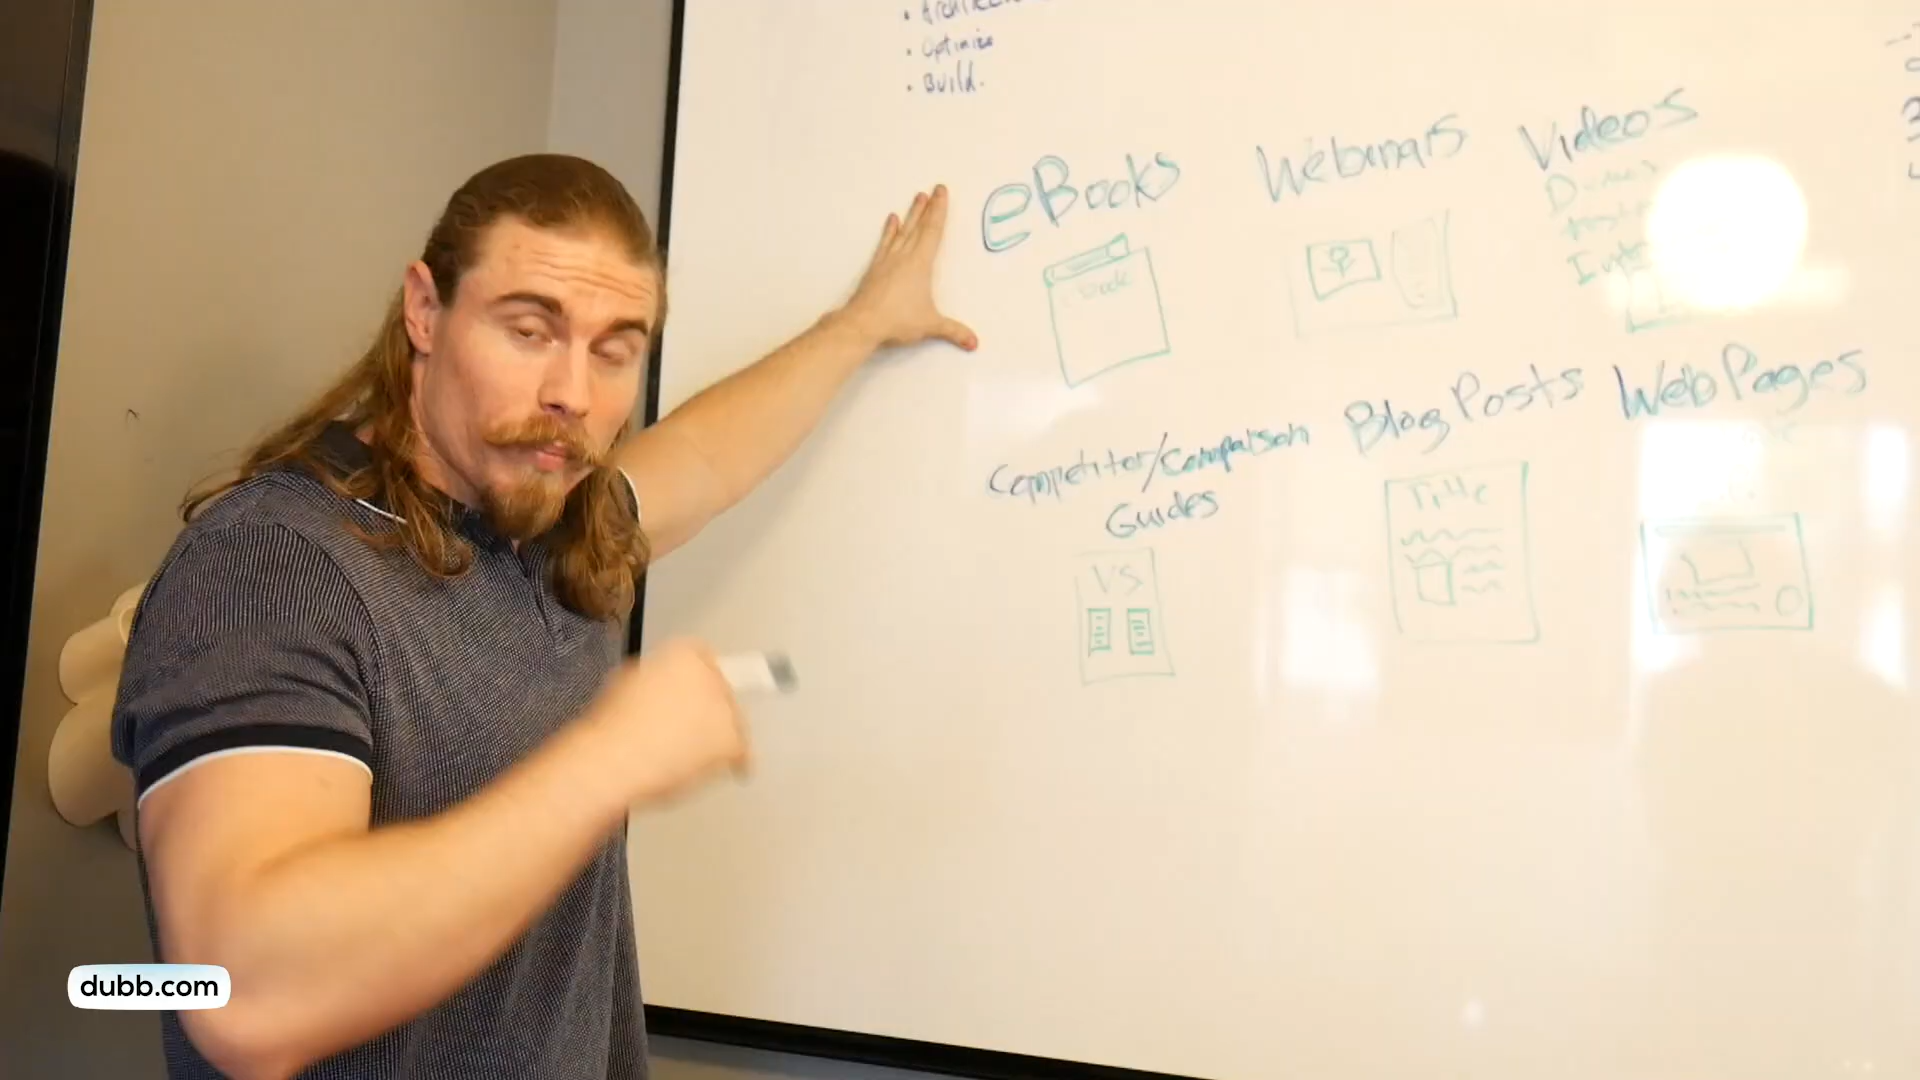 • Optimize
• Build.
eBooks
Webinars
Videos
eBook
Competitor/Comparison
Guides
VS
Blog Posts
Title
Web Pages
dubb.com